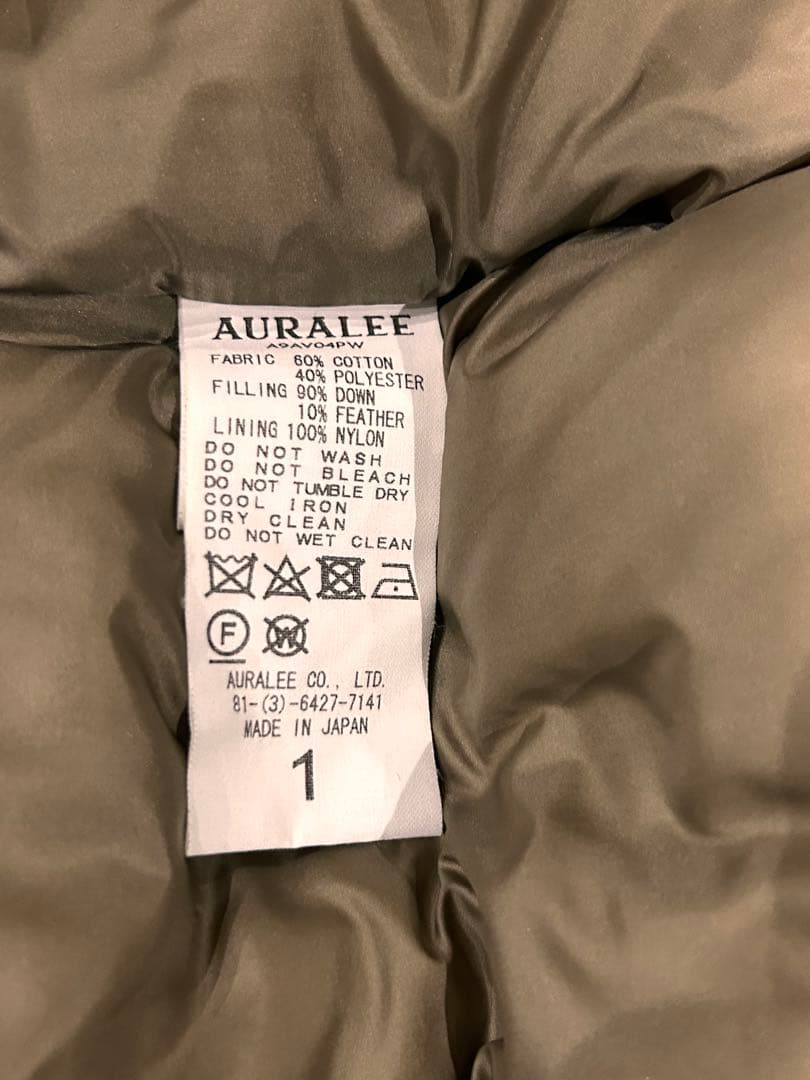 AURALEE
A9AV04PW
FABRIC 60% COTTON
40% POLYESTER
FILLING 90% DOWN
10% FEATHER
LINING 100% NYLON
DO NOT WASH
DO NOT BLEACH
DO NOT TUMBLE DRY
COOL IRON
DRY CLEAN
DO NOT WET CLEAN
F W
AURALEE CO., LTD.
81-(3)-6427-7141
MADE IN JAPAN
1